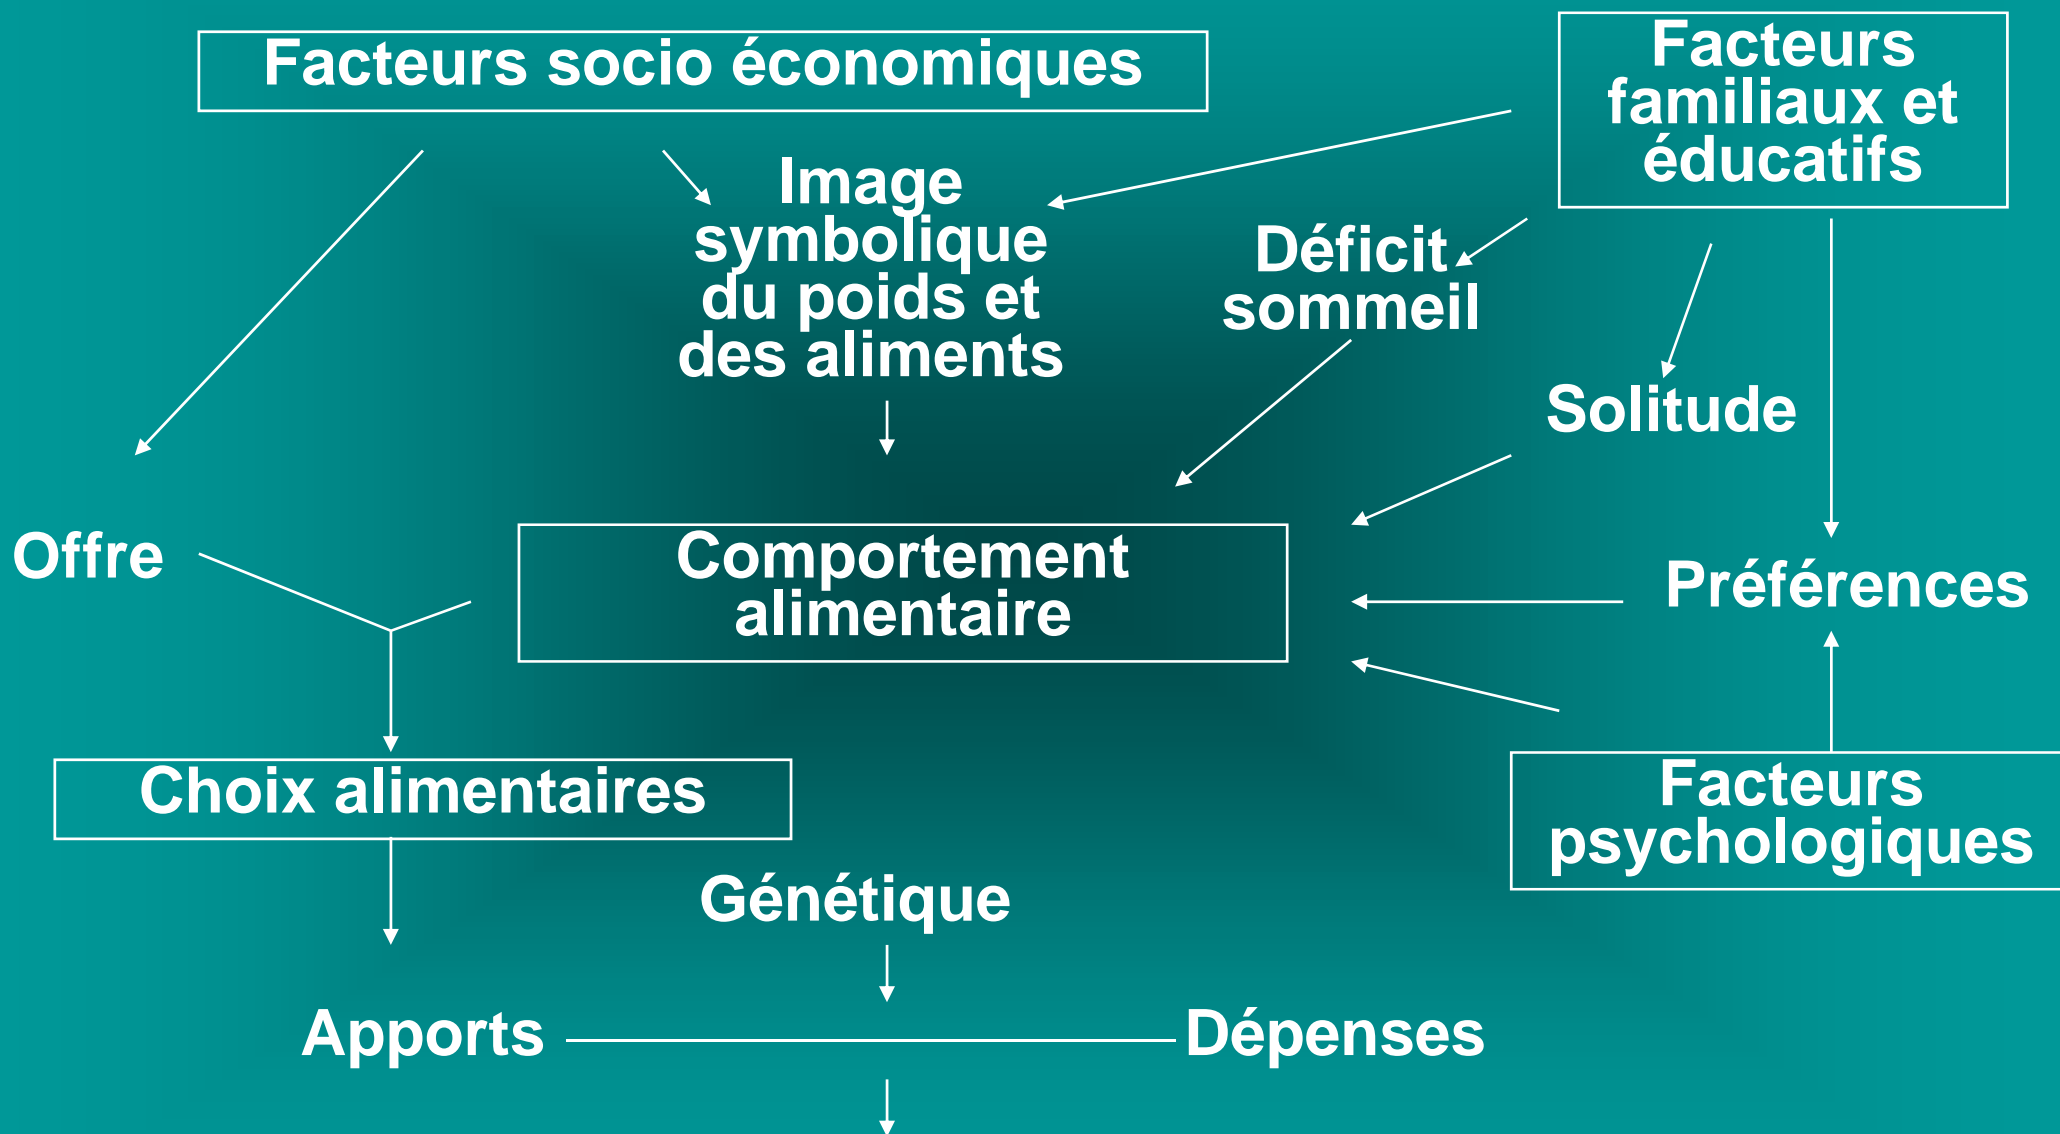 Facteurs socio économiques
Facteurs
familiaux et
éducatifs
Image
symbolique
du poids et
des aliments
Déficit
sommeil
Solitude
Offre
Comportement
alimentaire
Préférences
Choix alimentaires
Facteurs
psychologiques
Génétique
Apports
Dépenses